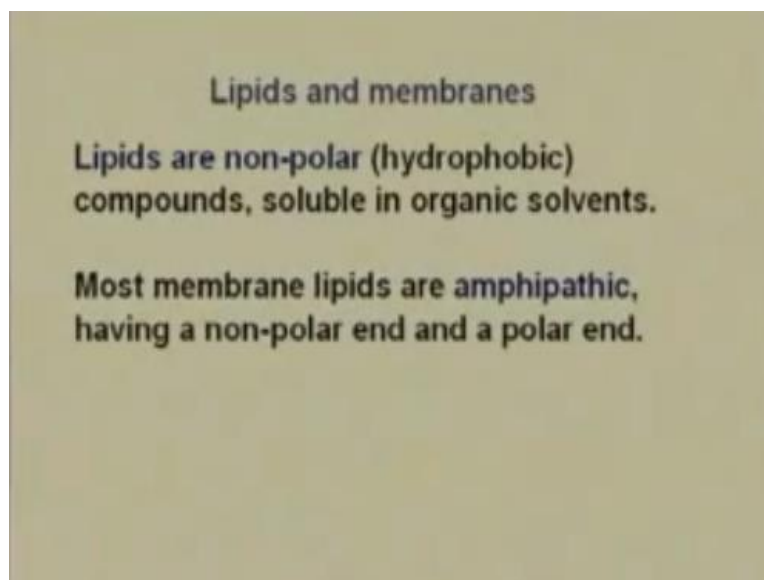 Lipids and membranes
Lipids are non-polar (hydrophobic)
compounds, soluble in organic solvents.
Most membrane lipids are amphipathic,
having a non-polar end and a polar end.